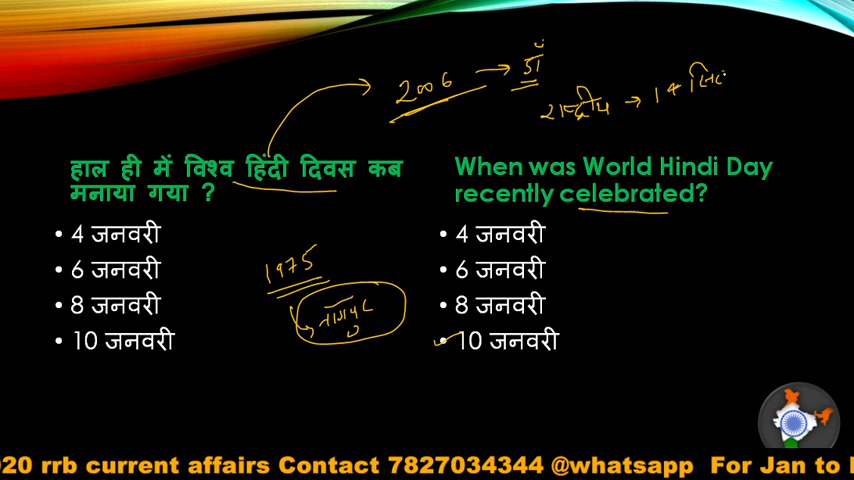 2006 → डॉ
राष्ट्रीय → 14 सित
हाल ही में विश्व हिंदी दिवस कब
मनाया गया ?
• 4 जनवरी
• 6 जनवरी
• 8 जनवरी
• 10 जनवरी
1975
नागपुर
When was World Hindi Day
recently celebrated?
• 4 जनवरी
• 6 जनवरी
• 8 जनवरी
• 10 जनवरी
020 rrb current affairs Contact 7827034344 @whatsapp For Jan to